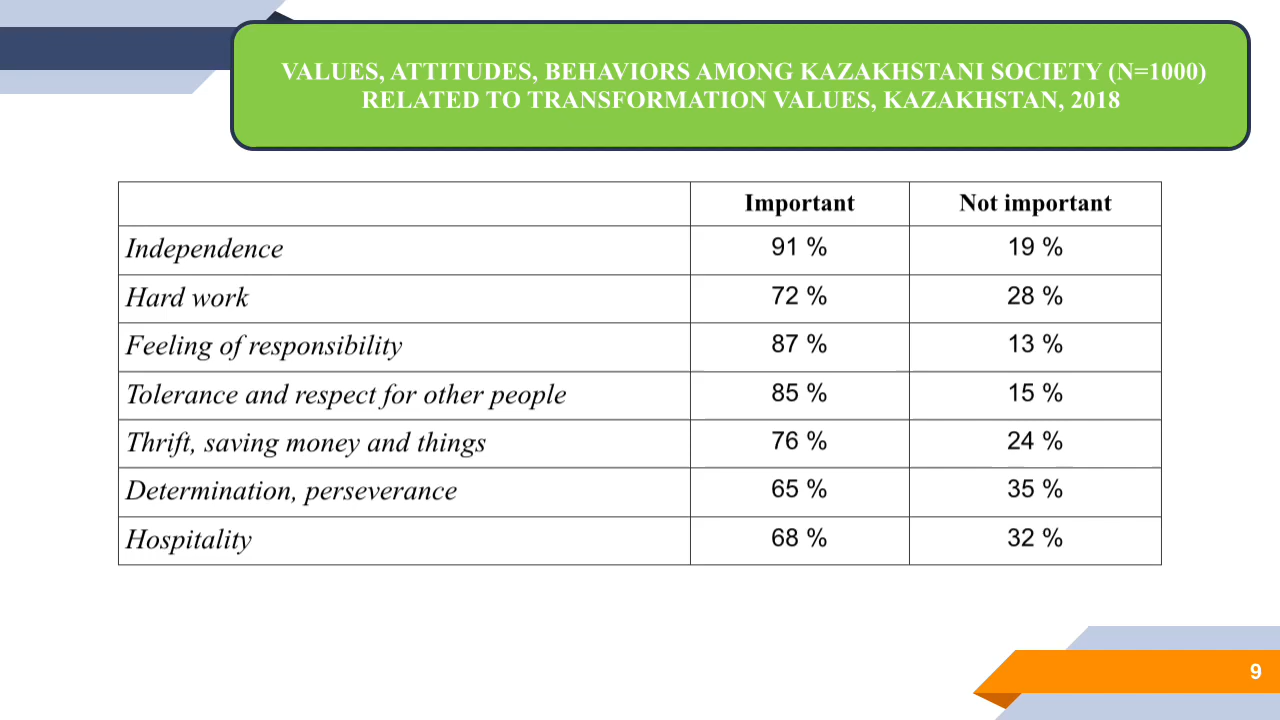 VALUES, ATTITUDES, BEHAVIORS AMONG KAZAKHSTANI SOCIETY (N=1000)
RELATED TO TRANSFORMATION VALUES, KAZAKHSTAN, 2018
Important Not important
Independence 91 % 19 %
Hard work 72 % 28 %
Feeling of responsibility 87 % 13 %
Tolerance and respect for other people 85 % 15 %
Thrift, saving money and things 76 % 24 %
Determination, perseverance 65 % 35 %
Hospitality 68 % 32 %
9